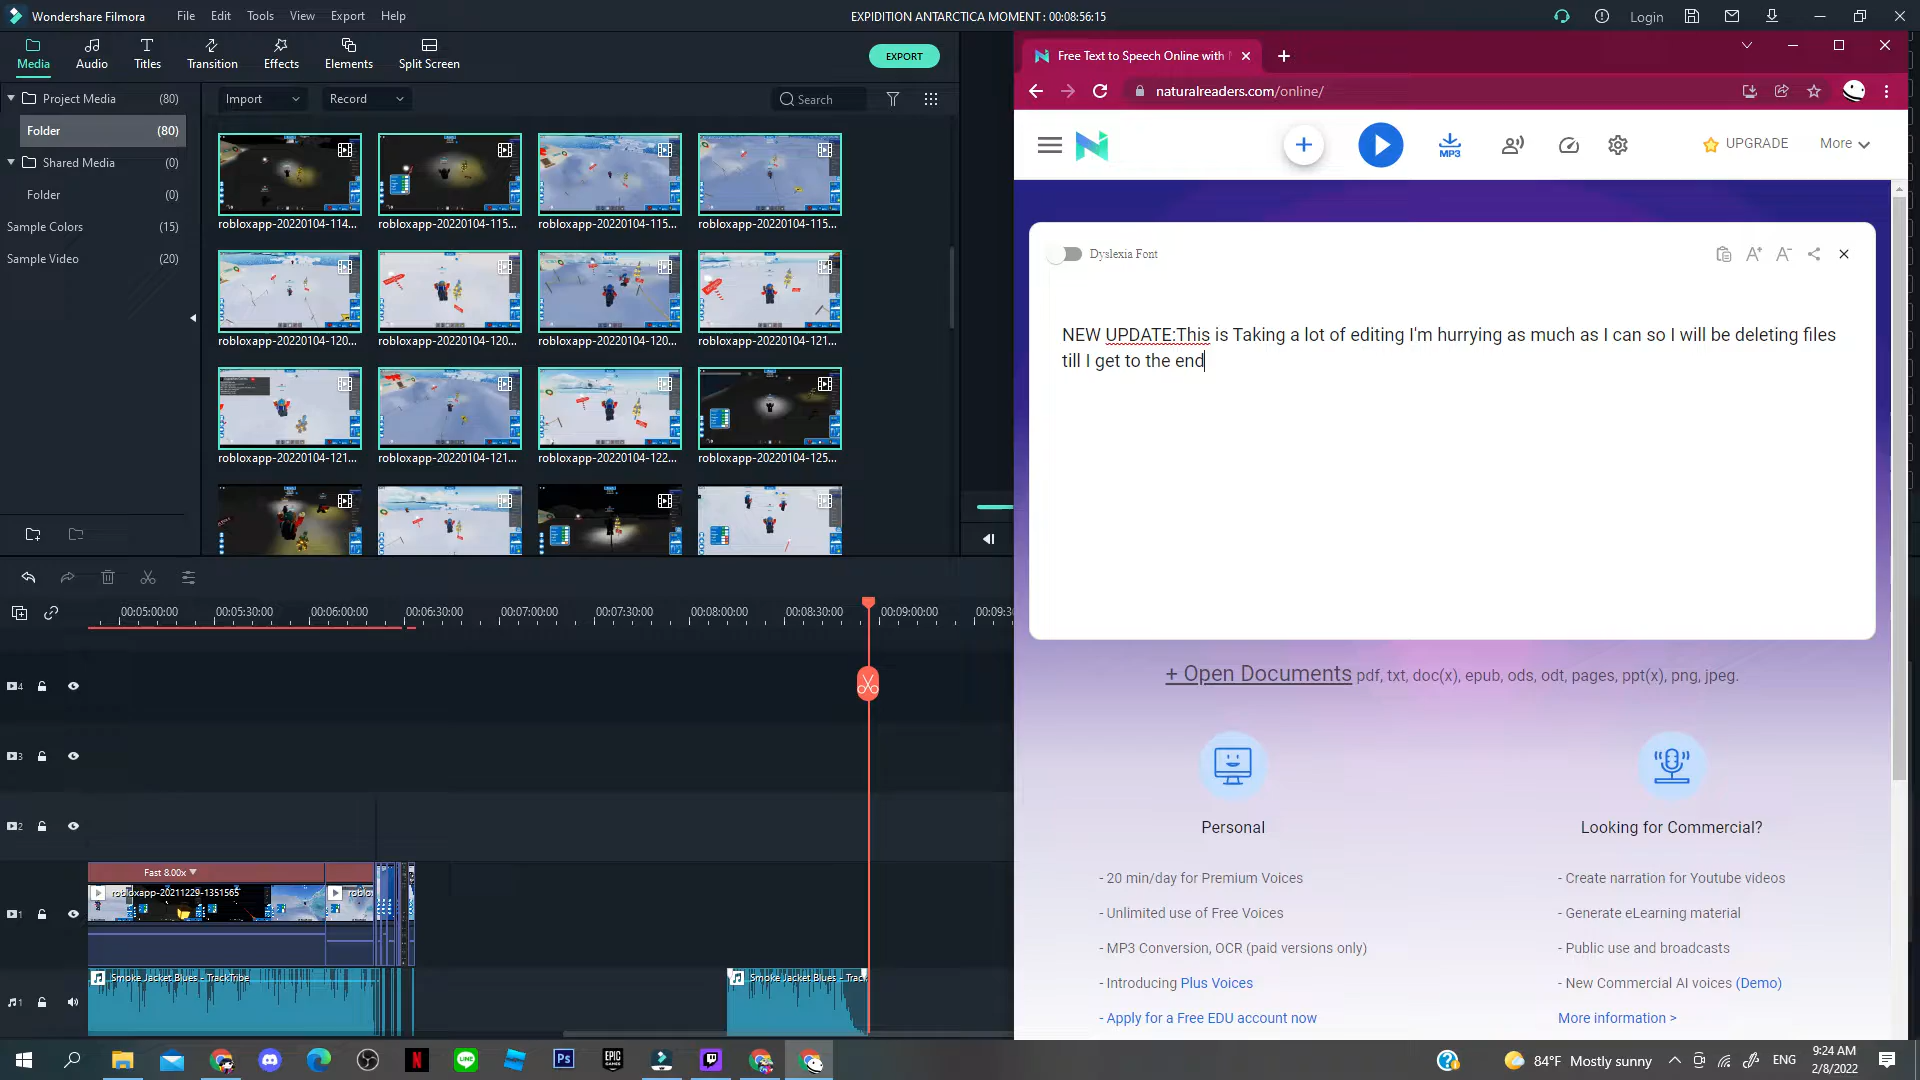 Wondershare Filmora
File Edit Tools View Export Help
EXPIDITION ANTARCTICA MOMENT : 00:08:56:15
Login
Media Audio Titles Transition Effects Elements Split Screen
EXPORT
Project Media (80)
Folder (80)
Shared Media (0)
Folder (0)
Sample Colors (15)
Sample Video (20)
Import Record Search
robloxapp-20220104-114... robloxapp-20220104-115... robloxapp-20220104-115... robloxapp-20220104-115...
robloxapp-20220104-120... robloxapp-20220104-120... robloxapp-20220104-120... robloxapp-20220104-121...
robloxapp-20220104-121... robloxapp-20220104-121... robloxapp-20220104-122... robloxapp-20220104-125...
00:05:00:00 00:05:30:00 00:06:00:00 00:06:30:00 00:07:00:00 00:07:30:00 00:08:00:00 00:08:30:00 00:09:00:00 00:09:30
4
3
2
1
Fast 8.00x
robloxapp-20211229-1351565
1
Smoke Jacket Blues - TrackTribe
Smoke Jacket Blues - Track
Free Text to Speech Online with
naturalreaders.com/online/
MP3
UPGRADE
More
Dyslexia Font
NEW UPDATE:This is Taking a lot of editing I'm hurrying as much as I can so I will be deleting files
till I get to the end
+ Open Documents pdf, txt, doc(x), epub, ods, odt, pages, ppt(x), png, jpeg.
Personal
- 20 min/day for Premium Voices
- Unlimited use of Free Voices
- MP3 Conversion, OCR (paid versions only)
- Introducing Plus Voices
- Apply for a Free EDU account now
Looking for Commercial?
- Create narration for Youtube videos
- Generate eLearning material
- Public use and broadcasts
- New Commercial AI voices (Demo)
More information >
84°F Mostly sunny
ENG
9:24 AM
2/8/2022